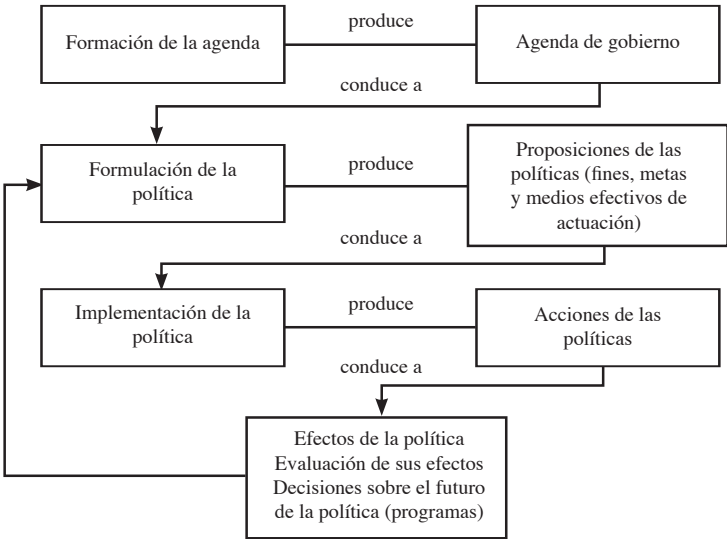 Formación de la agenda
produce
Agenda de gobierno
conduce a
Formulación de la
política
produce
Proposiciones de las
políticas (fines, metas
y medios efectivos de
actuación)
conduce a
Implementación de la
política
produce
Acciones de las
políticas
conduce a
Efectos de la política
Evaluación de sus efectos
Decisiones sobre el futuro
de la política (programas)